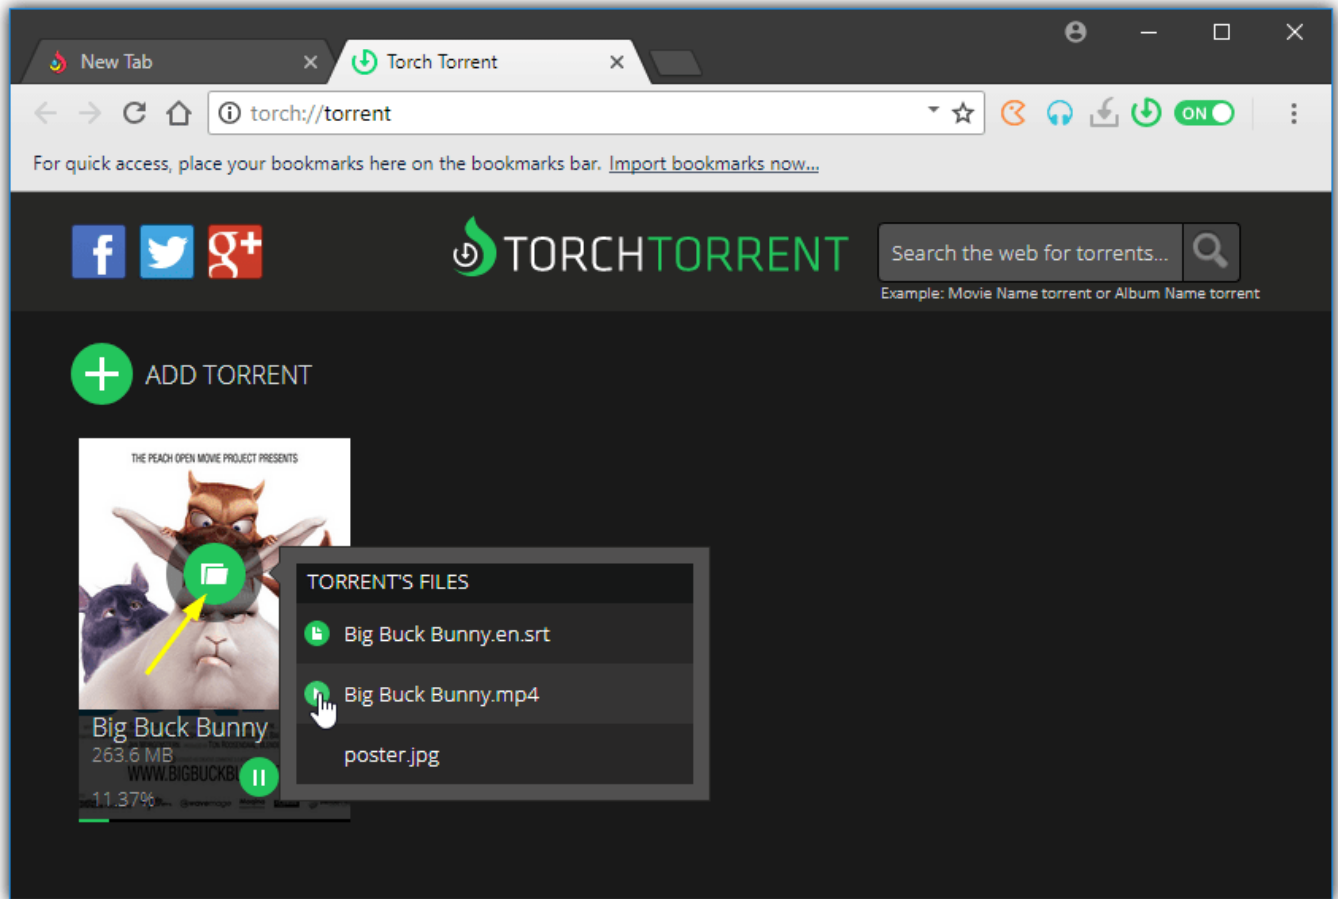 New Tab
Torch Torrent
torch://torrent
ON
For quick access, place your bookmarks here on the bookmarks bar. Import bookmarks now...
f
g+
TORCHTORRENT
Search the web for torrents...
Example: Movie Name torrent or Album Name torrent
ADD TORRENT
THE PEACH OPEN MOVIE PROJECT PRESENTS
TORRENT'S FILES
Big Buck Bunny.en.srt
Big Buck Bunny.mp4
poster.jpg
Big Buck Bunny
263.6 MB
11.37%